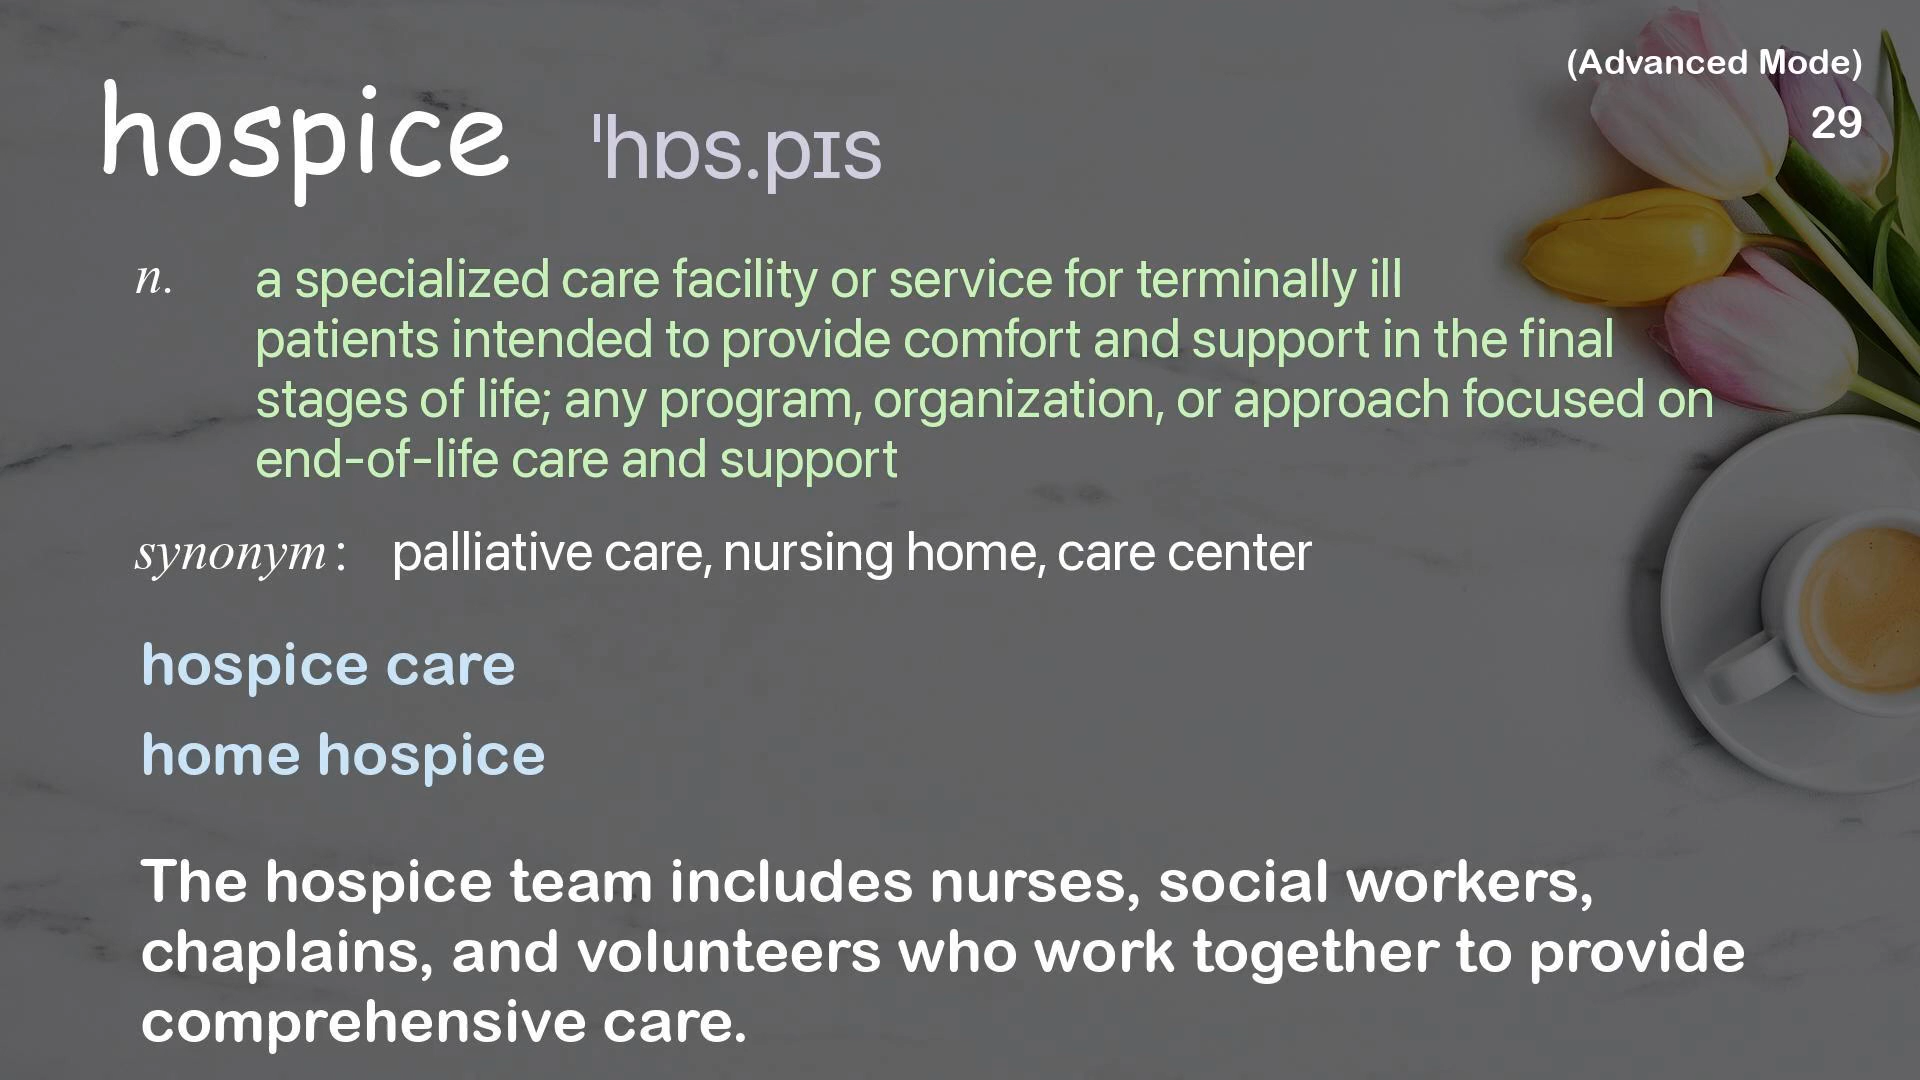 (Advanced Mode)
29
hospice ˈhɒs.pɪs
n. a specialized care facility or service for terminally ill
patients intended to provide comfort and support in the final
stages of life; any program, organization, or approach focused on
end-of-life care and support
synonym: palliative care, nursing home, care center
hospice care
home hospice
The hospice team includes nurses, social workers,
chaplains, and volunteers who work together to provide
comprehensive care.